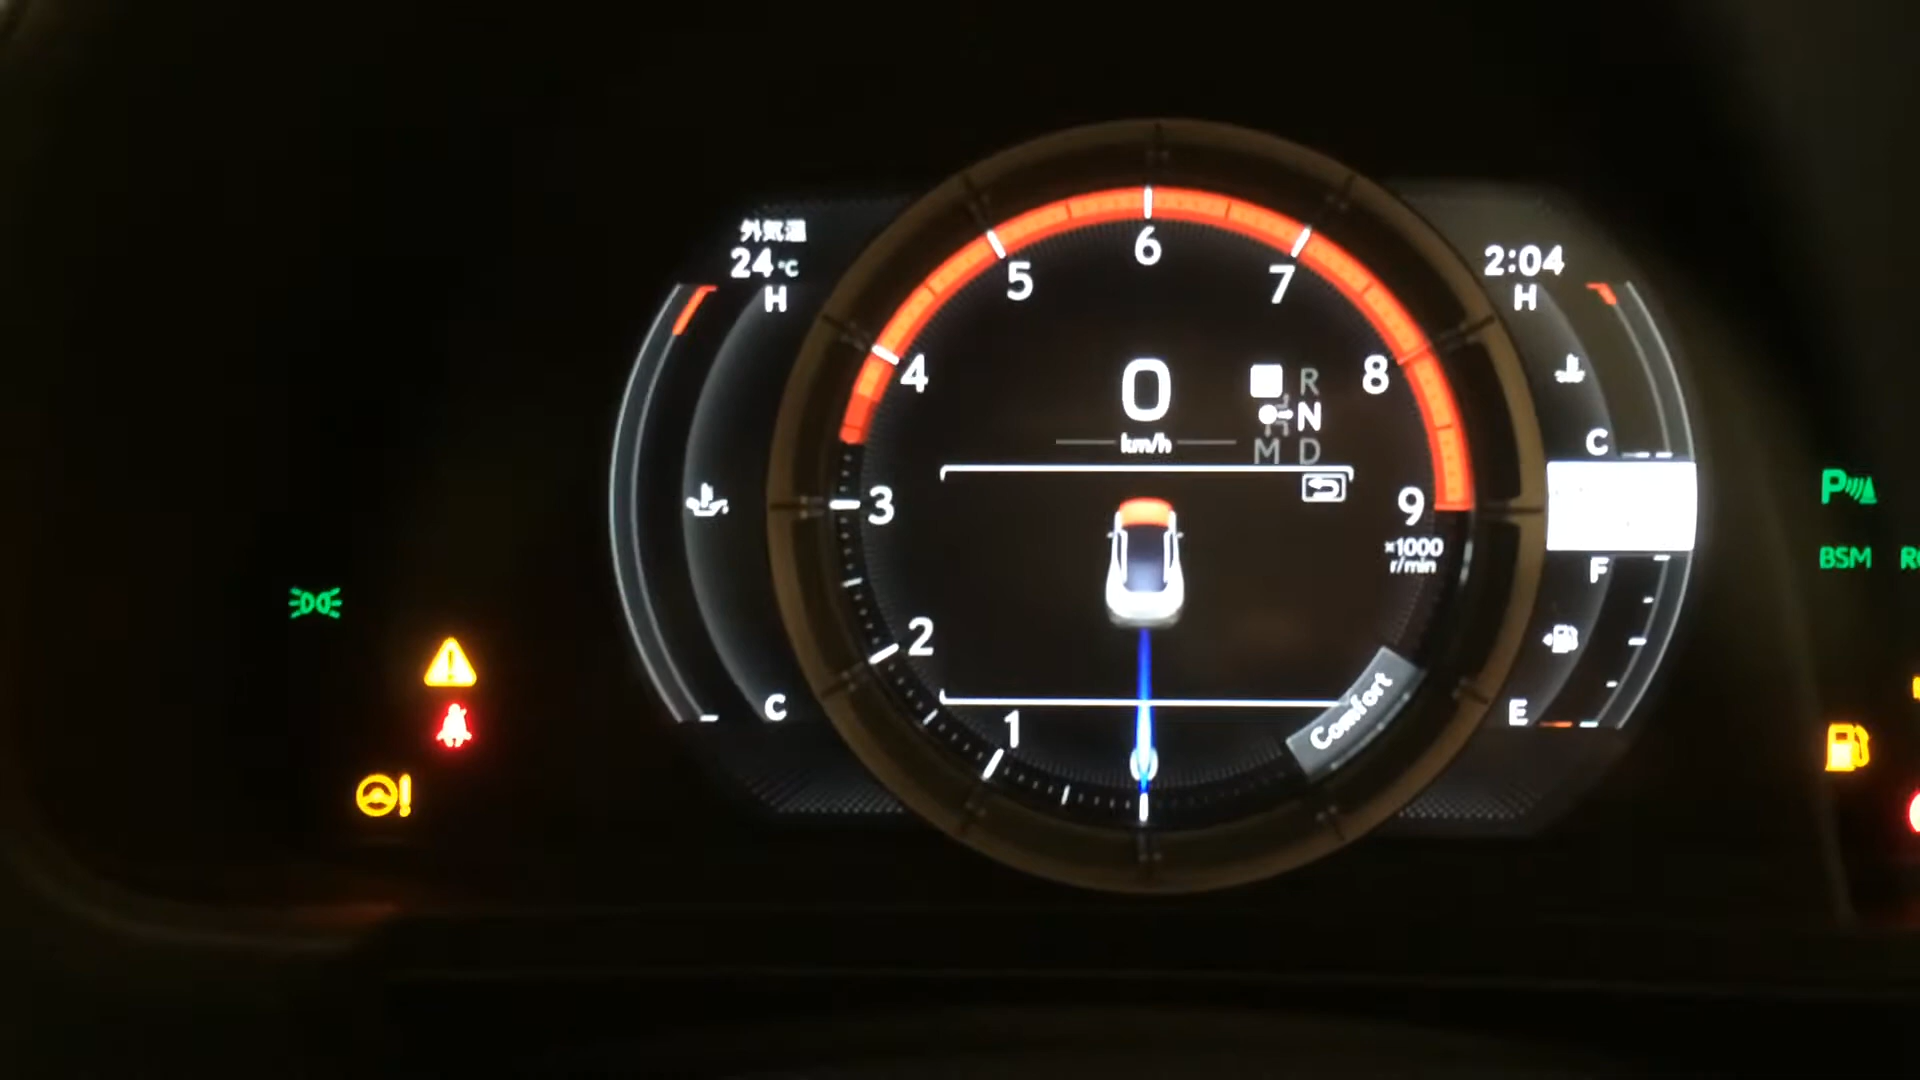 外気温
24°C
H
C
2:04
H
C
F
E
0
km/h
R
N
M D
1
2
3
4
5
6
7
8
9
×1000
r/min
Comfort
P
BSM